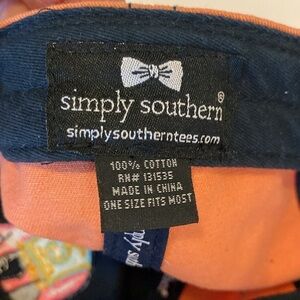 simply southern®
simplysoutherntees.com
100% COTTON
RN# 131535
MADE IN CHINA
ONE SIZE FITS MOST